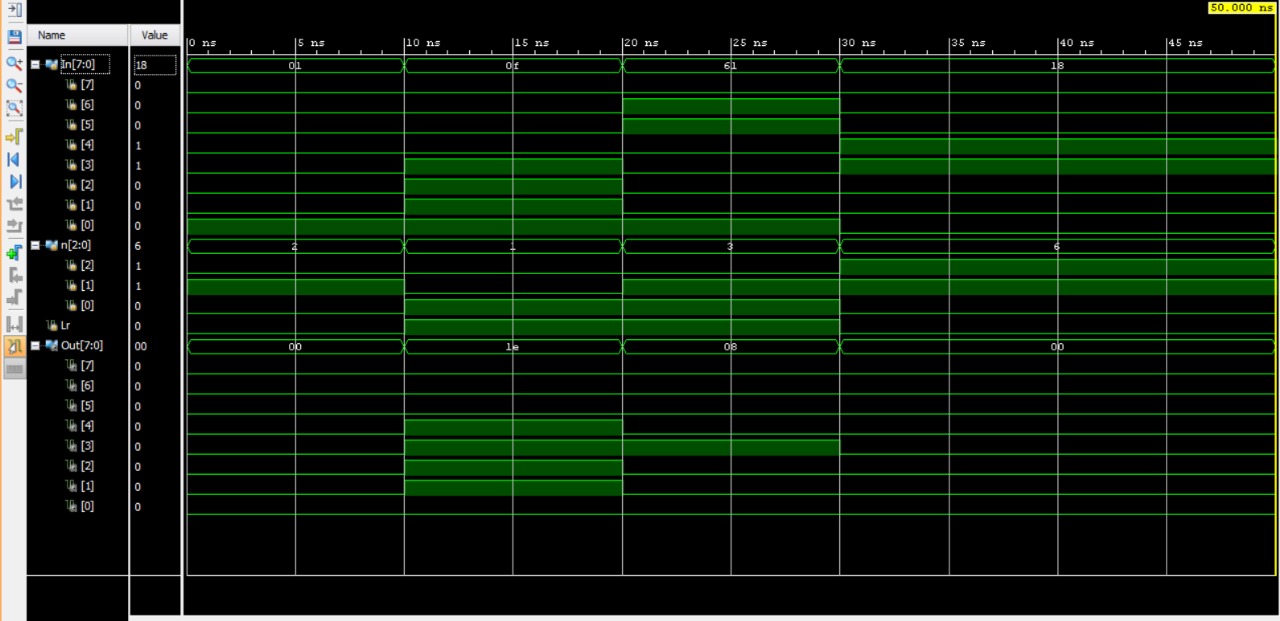 50.000 ns
Name Value
0 ns 5 ns 10 ns 15 ns 20 ns 25 ns 30 ns 35 ns 40 ns 45 ns
In[7:0] 18 01 0f 61 18
[7] 0
[6] 0
[5] 0
[4] 1
[3] 1
[2] 0
[1] 0
[0] 0
n[2:0] 6 2 1 3 6
[2] 1
[1] 1
[0] 0
Lr 0
Out[7:0] 00 00 1e 08 00
[7] 0
[6] 0
[5] 0
[4] 0
[3] 0
[2] 0
[1] 0
[0] 0